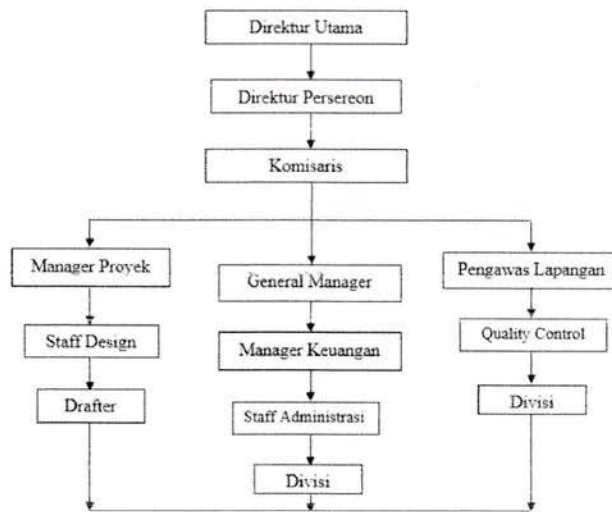 Direktur Utama
Direktur Persereon
Komisaris
Manager Proyek
General Manager
Pengawas Lapangan
Staff Design
Manager Keuangan
Quality Control
Drafter
Staff Administrasi
Divisi
Divisi